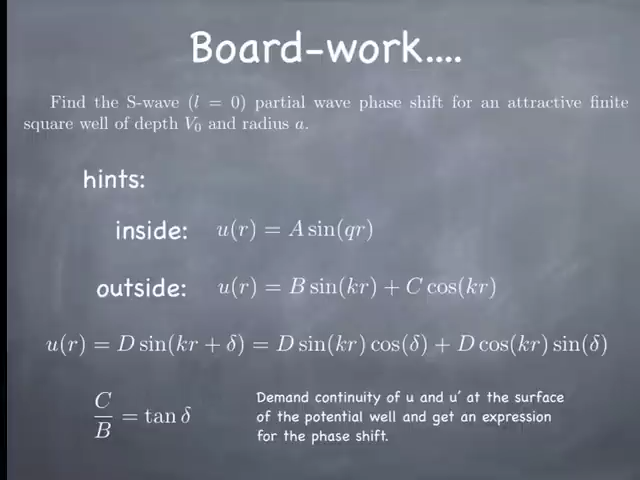 Board-work....
Find the S-wave (l = 0) partial wave phase shift for an attractive finite
square well of depth V₀ and radius a.
hints:
inside: u(r) = A sin(qr)
outside: u(r) = B sin(kr) + C cos(kr)
u(r) = D sin(kr + δ) = D sin(kr) cos(δ) + D cos(kr) sin(δ)
C/B = tan δ
Demand continuity of u and u′ at the surface
of the potential well and get an expression
for the phase shift.